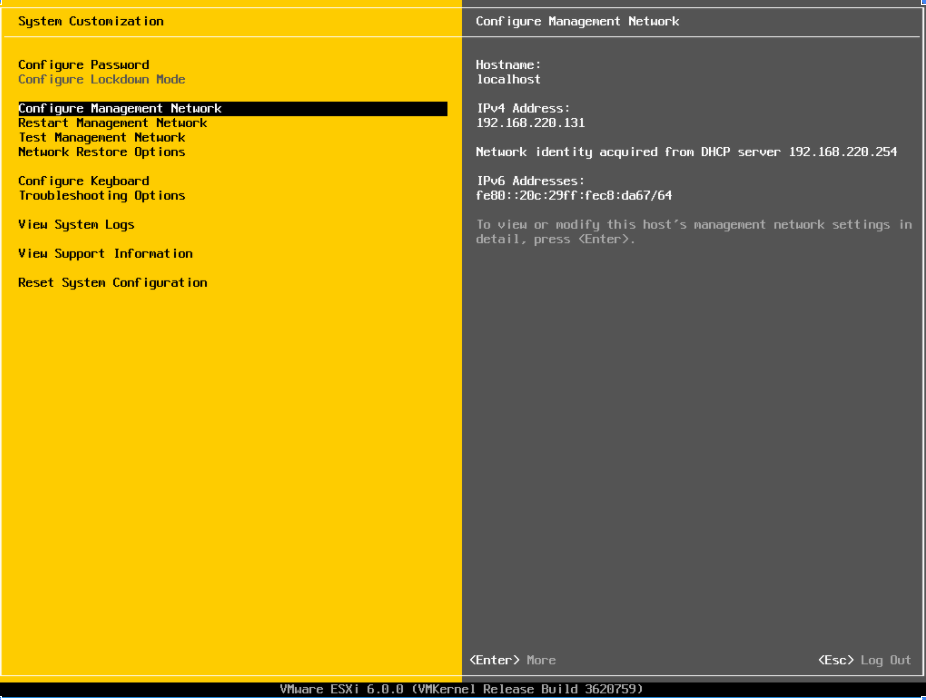 System Customization
Configure Password
Configure Lockdown Mode
Configure Management Network
Restart Management Network
Test Management Network
Network Restore Options
Configure Keyboard
Troubleshooting Options
View System Logs
View Support Information
Reset System Configuration
Configure Management Network
Hostname:
localhost
IPv4 Address:
192.168.220.131
Network identity acquired from DHCP server 192.168.220.254
IPv6 Addresses:
fe80::20c:29ff:fec8:da67/64
To view or modify this host's management network settings in
detail, press <Enter>.
<Enter> More
<Esc> Log Out
VMware ESXi 6.0.0 (VMKernel Release Build 3620759)